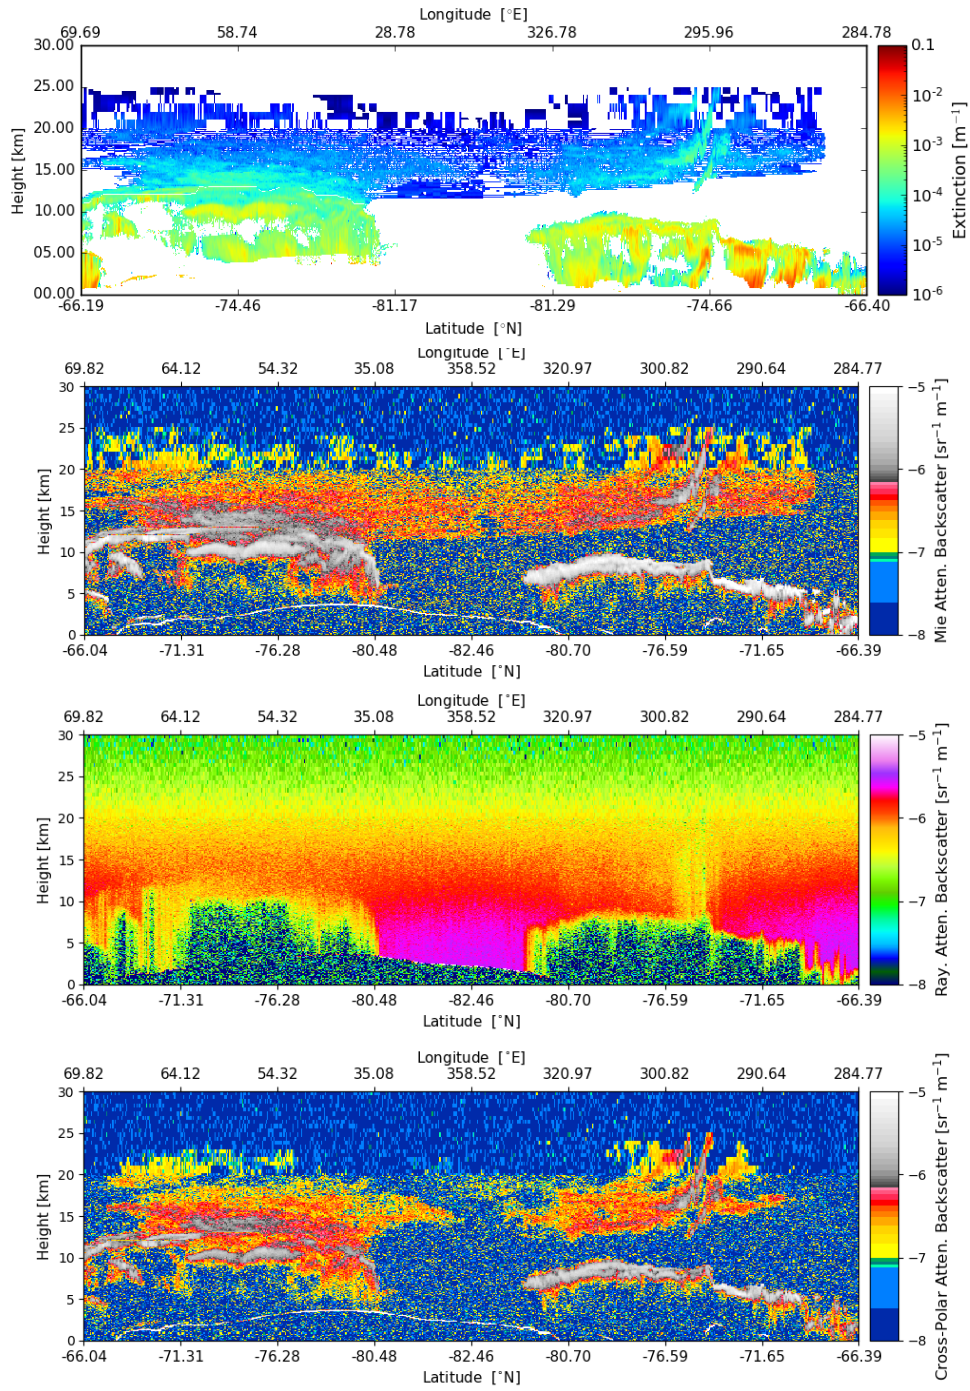 Longitude [°E]
69.69 58.74 28.78 326.78 295.96 284.78
30.00
25.00
20.00
15.00
10.00
05.00
00.00
Height [km]
-66.19 -74.46 -81.17 -81.29 -74.66 -66.40
Latitude [°N]
0.1
10⁻²
10⁻³
10⁻⁴
10⁻⁵
10⁻⁶
Extinction [m⁻¹]
Longitude [°E]
69.82 64.12 54.32 35.08 358.52 320.97 300.82 290.64 284.77
30
25
20
15
10
5
0
Height [km]
-66.04 -71.31 -76.28 -80.48 -82.46 -80.70 -76.59 -71.65 -66.39
Latitude [°N]
−5
−6
−7
−8
Mie Atten. Backscatter [sr⁻¹ m⁻¹]
Longitude [°E]
69.82 64.12 54.32 35.08 358.52 320.97 300.82 290.64 284.77
30
25
20
15
10
5
0
Height [km]
-66.04 -71.31 -76.28 -80.48 -82.46 -80.70 -76.59 -71.65 -66.39
Latitude [°N]
−5
−6
−7
−8
Ray. Atten. Backscatter [sr⁻¹ m⁻¹]
Longitude [°E]
69.82 64.12 54.32 35.08 358.52 320.97 300.82 290.64 284.77
30
25
20
15
10
5
0
Height [km]
-66.04 -71.31 -76.28 -80.48 -82.46 -80.70 -76.59 -71.65 -66.39
Latitude [°N]
−5
−6
−7
−8
Cross-Polar Atten. Backscatter [sr⁻¹ m⁻¹]